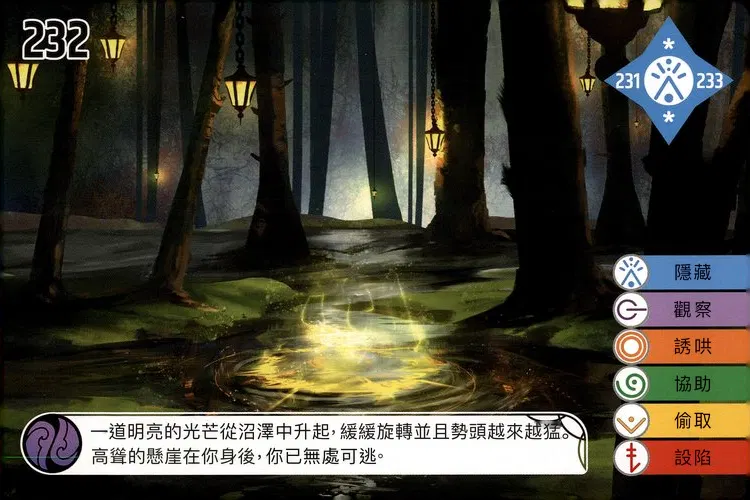 232
*
231 233
*
隱藏
觀察
誘哄
協助
偷取
設陷
一道明亮的光芒從沼澤中升起，緩緩旋轉並且勢頭越來越猛。
高聳的懸崖在你身後，你已無處可逃。